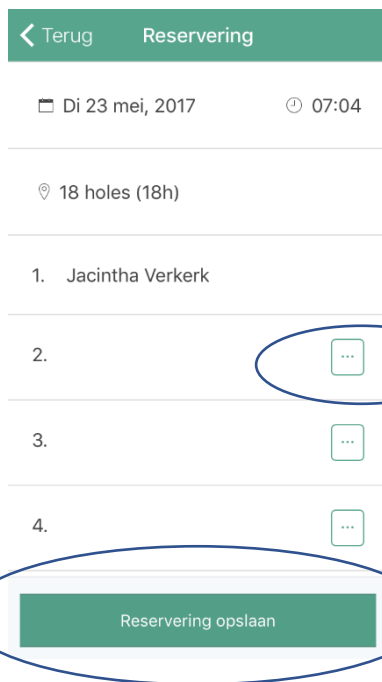 Terug Reservering
Di 23 mei, 2017 07:04
18 holes (18h)
1. Jacintha Verkerk
2. ...
3. ...
4. ...
Reservering opslaan